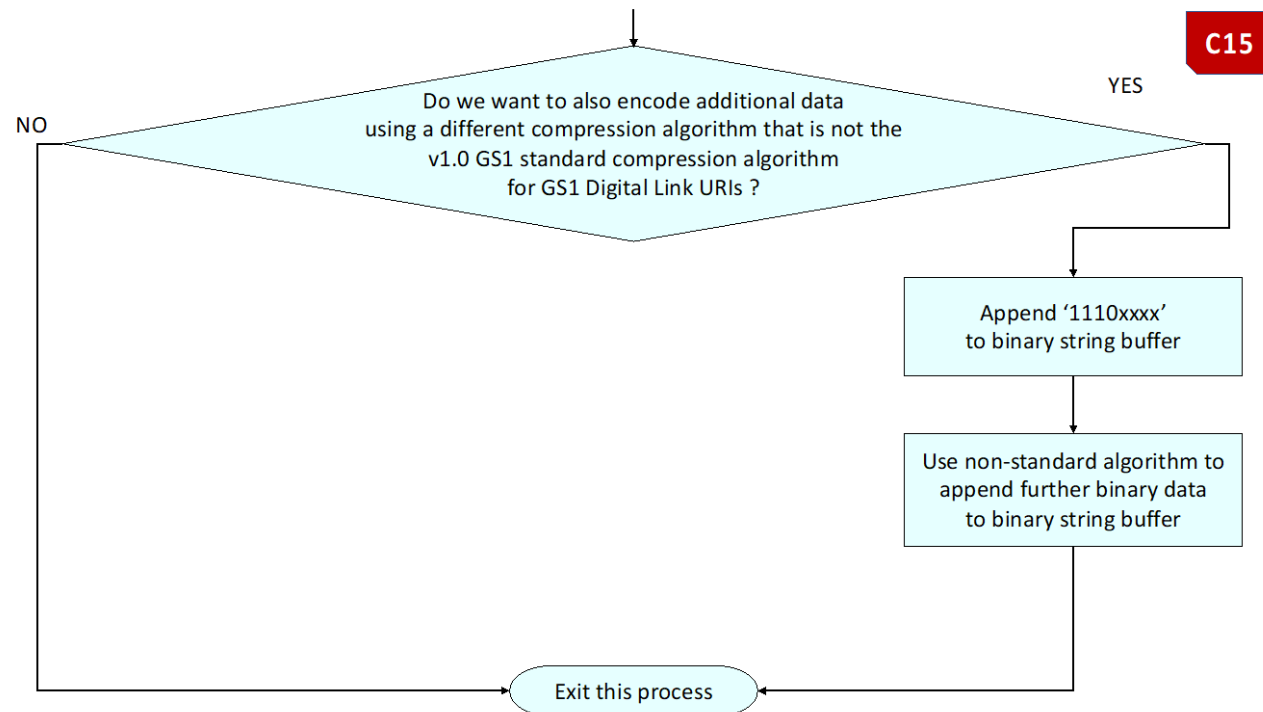 C15
YES
NO
Do we want to also encode additional data
using a different compression algorithm that is not the
v1.0 GS1 standard compression algorithm
for GS1 Digital Link URIs ?
Append ‘1110xxxx’
to binary string buffer
Use non-standard algorithm to
append further binary data
to binary string buffer
Exit this process